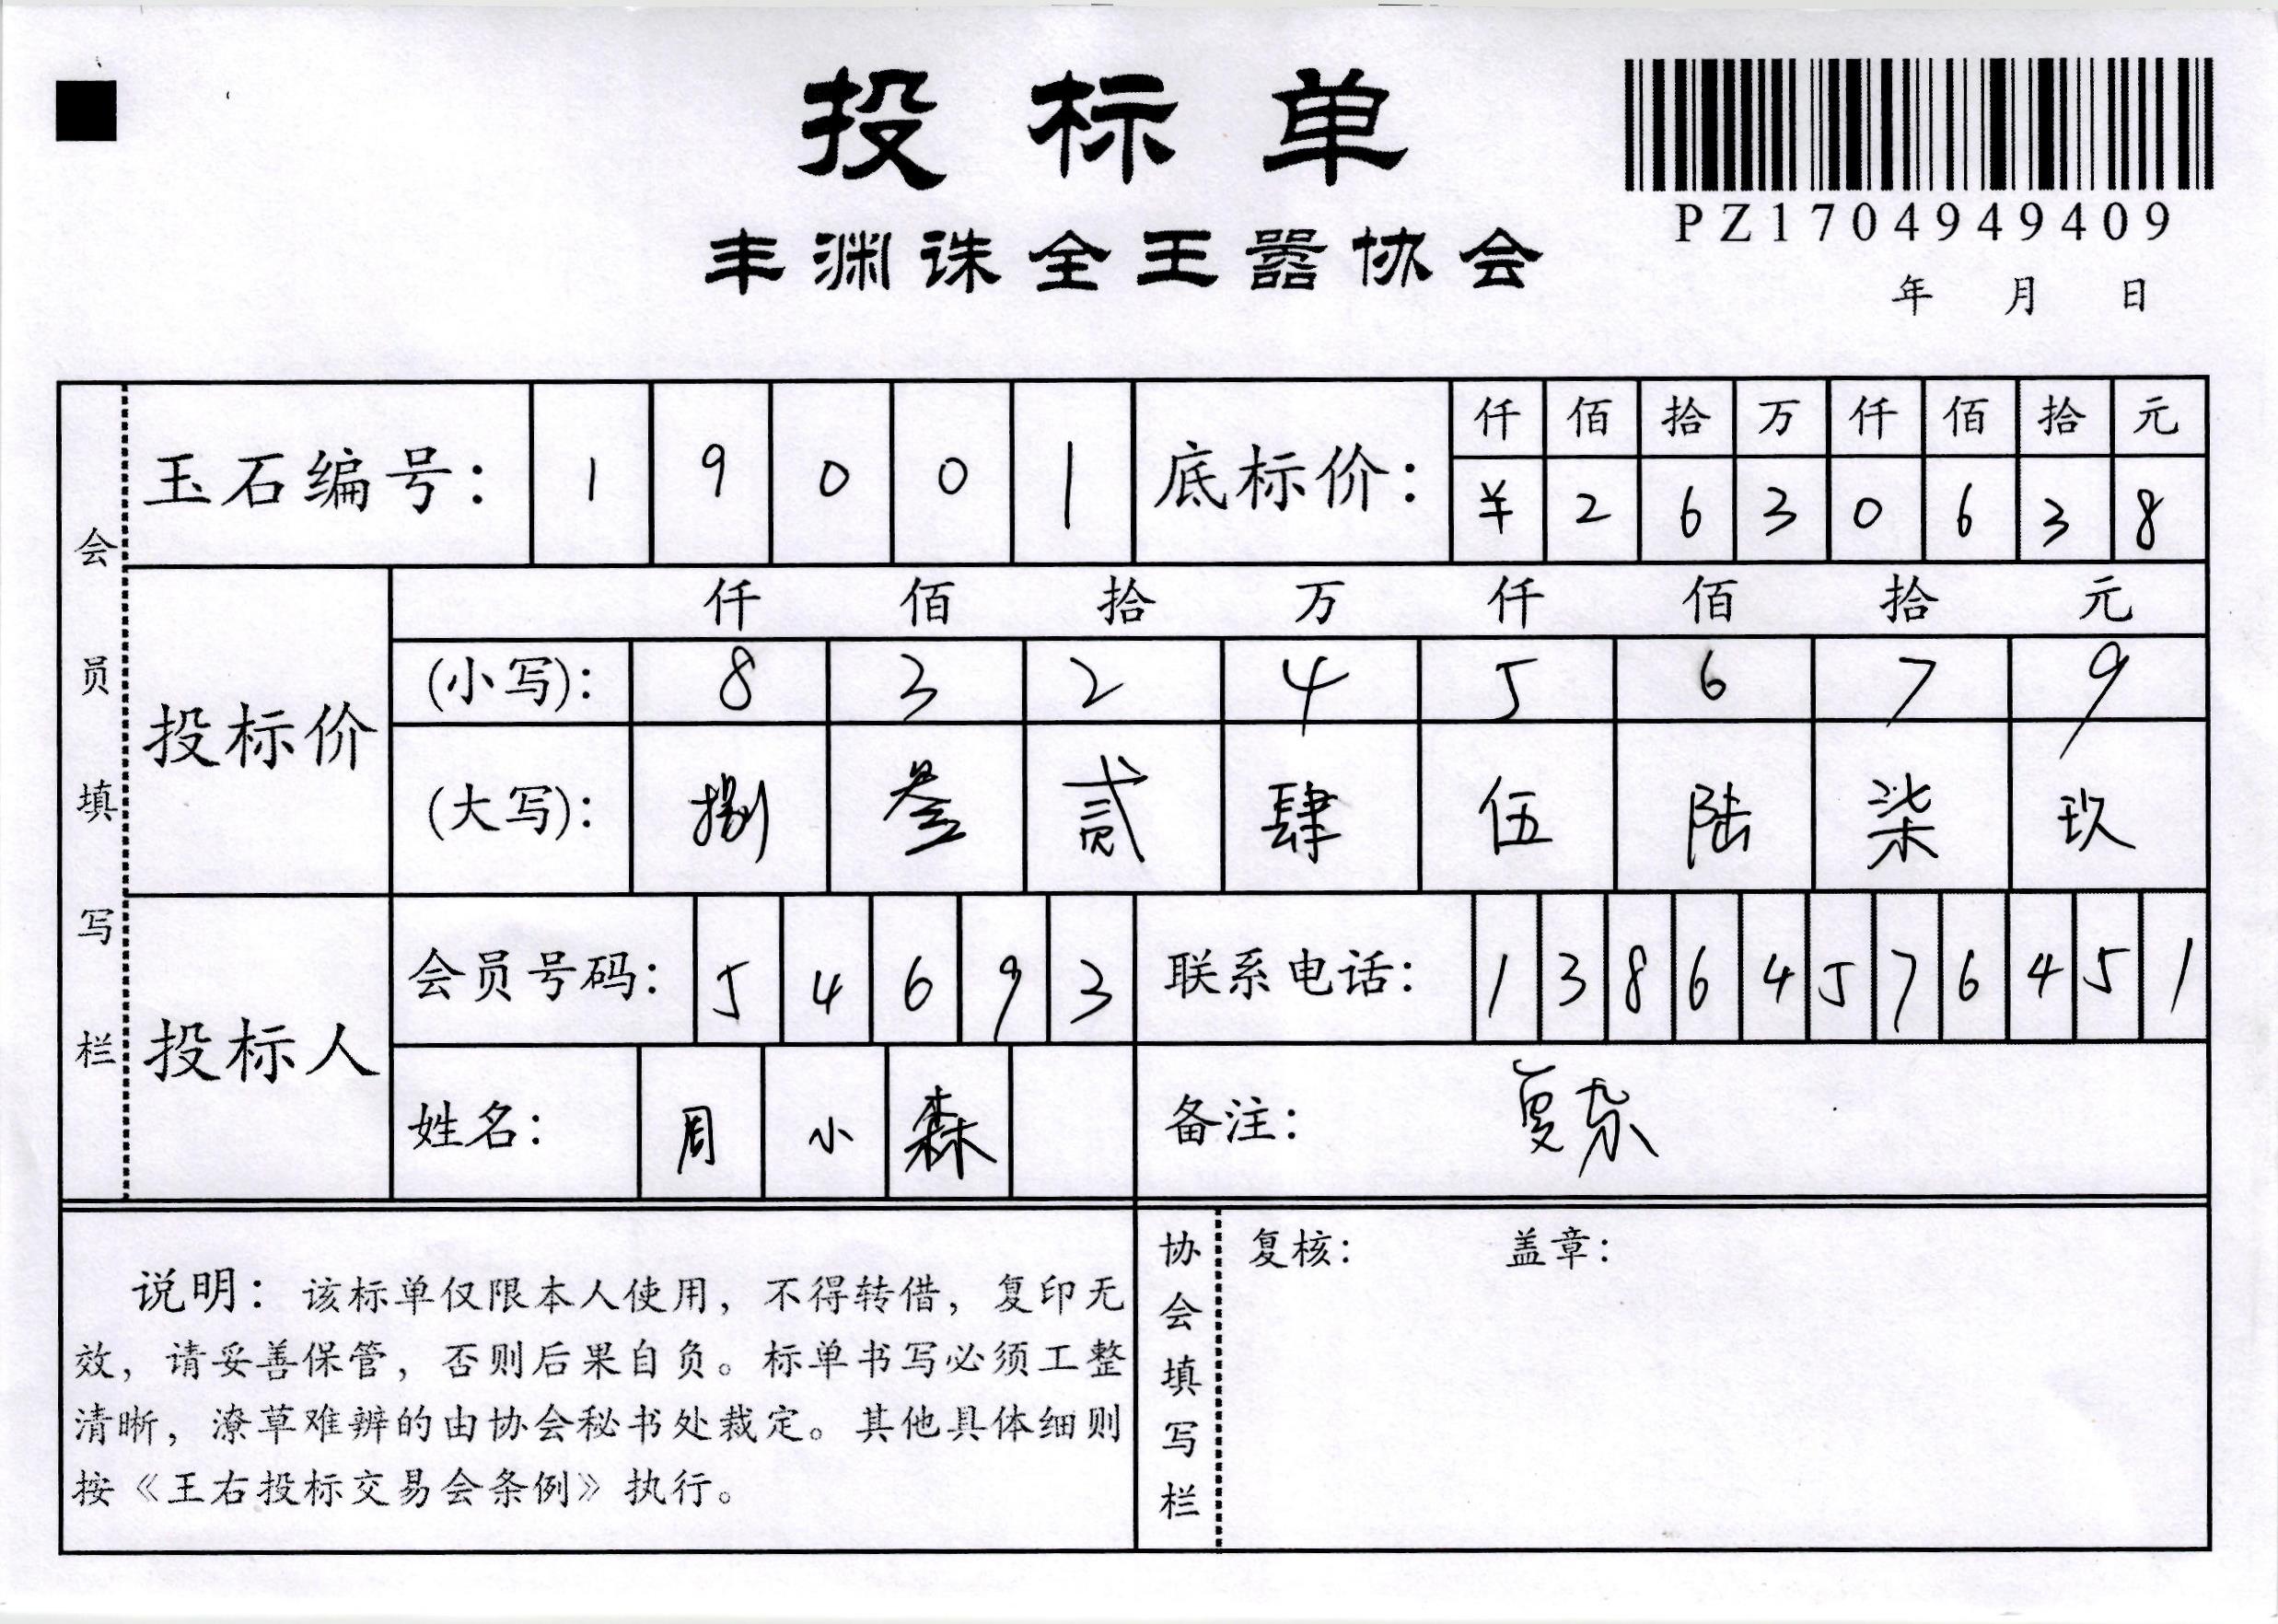 投标单
丰渊诛全王嚣协会
PZ1704949409
年 月 日
会员填写栏
玉石编号： 1 9 0 0 1
底标价： 仟 佰 拾 万 仟 佰 拾 元
¥ 2 6 3 0 6 3 8
投标价
仟 佰 拾 万 仟 佰 拾 元
(小写)： 8 3 2 4 5 6 7 9
(大写)： 捌 叁 贰 肆 伍 陆 柒 玖
投标人
会员号码： 5 4 6 9 3
联系电话： 1 3 8 6 4 5 7 6 4 5 1
姓名： 周 小 森
备注： 复杂
说明：该标单仅限本人使用，不得转借，复印无
效，请妥善保管，否则后果自负。标单书写必须工整
清晰，潦草难辨的由协会秘书处裁定。其他具体细则
按《王右投标交易会条例》执行。
协会填写栏
复核： 盖章：